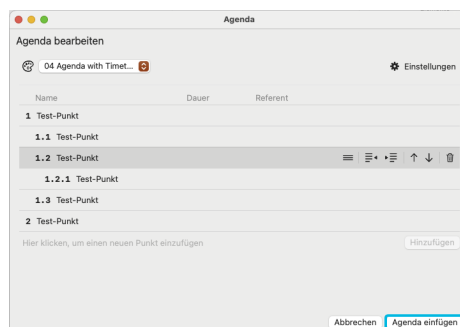 Agenda
Agenda bearbeiten
04 Agenda with Timet...
Einstellungen
Name Dauer Referent
1 Test-Punkt
1.1 Test-Punkt
1.2 Test-Punkt
1.2.1 Test-Punkt
1.3 Test-Punkt
2 Test-Punkt
Hier klicken, um einen neuen Punkt einzufügen Hinzufügen
Abbrechen Agenda einfügen